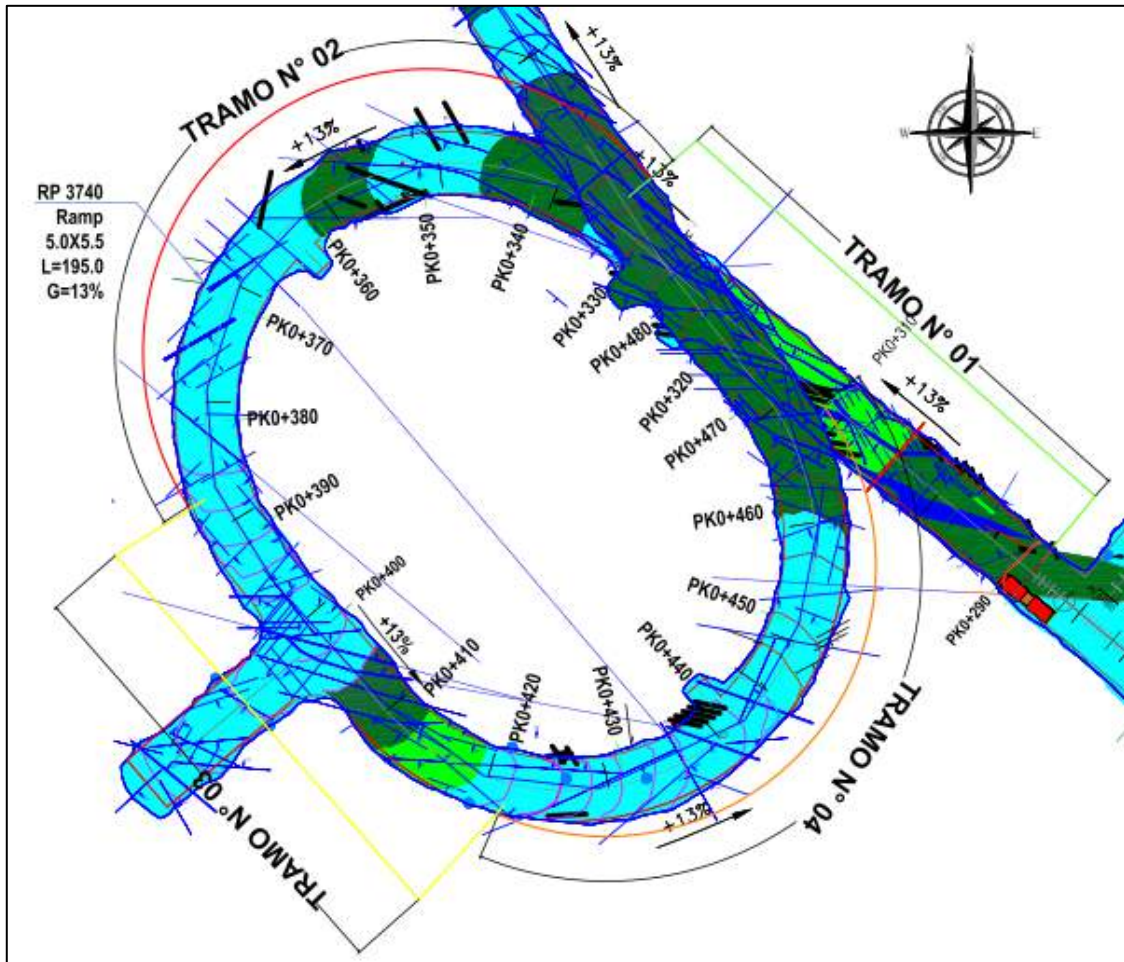 TRAMO N° 02
+13%
+13%
+13%
N
W
E
RP 3740
Ramp
5.0X5.5
L=195.0
G=13%
TRAMO N° 01
PK0+310
+13%
PK0+290
PK0+330
PK0+340
PK0+350
PK0+360
PK0+370
PK0+380
PK0+390
PK0+400
+13%
PK0+410
PK0+420
PK0+430
PK0+440
PK0+450
PK0+460
PK0+470
PK0+320
PK0+480
+13%
TRAMO N° 03
TRAMO N° 04